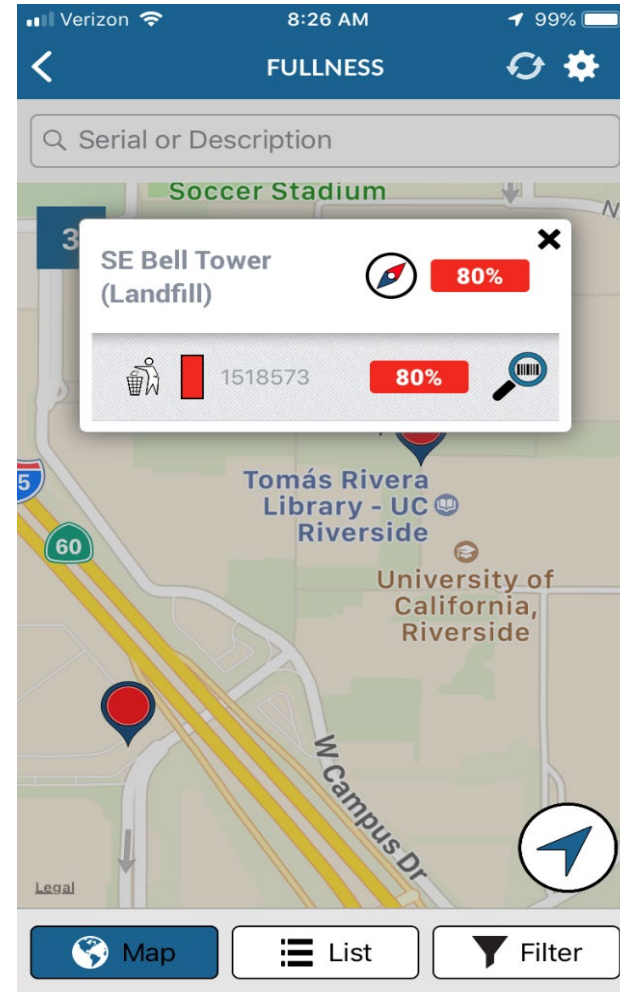 Verizon 8:26 AM 99%
FULLNESS
Serial or Description
Soccer Stadium
N
3
SE Bell Tower
(Landfill)
80%
1518573 80%
Tomás Rivera
Library - UC
Riverside
5
60
University of
California,
Riverside
W Campus Dr
Legal
Map List Filter